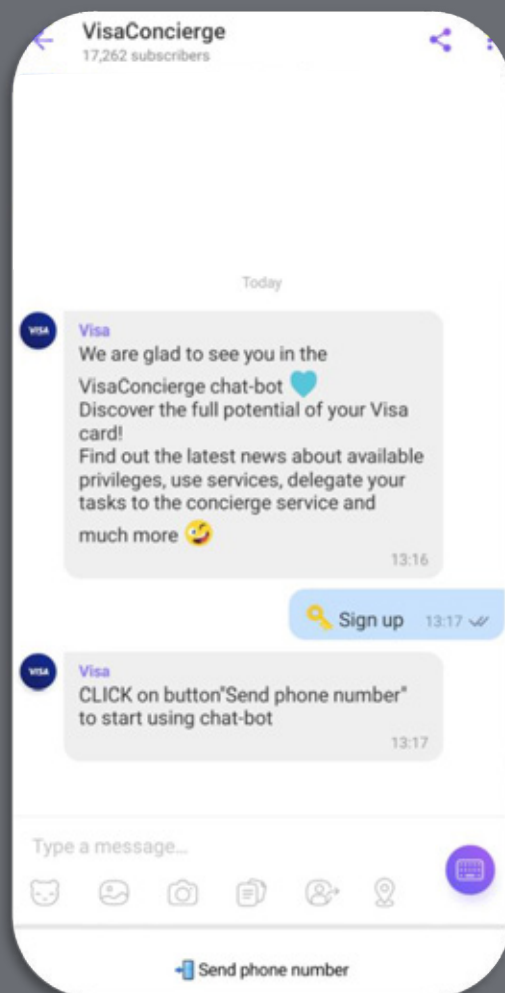 VisaConcierge
17,262 subscribers
Today
VISA
Visa
We are glad to see you in the
VisaConcierge chat-bot
Discover the full potential of your Visa
card!
Find out the latest news about available
privileges, use services, delegate your
tasks to the concierge service and
much more
13:16
Sign up 13:17
VISA
Visa
CLICK on button"Send phone number"
to start using chat-bot
13:17
Type a message...
Send phone number